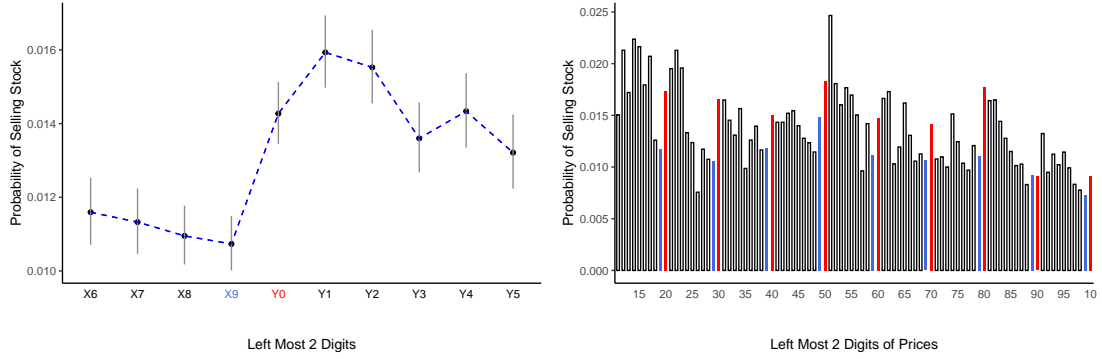 Probability of Selling Stock
0.016
0.014
0.012
0.010
X6 X7 X8 X9 Y0 Y1 Y2 Y3 Y4 Y5
Left Most 2 Digits
Probability of Selling Stock
0.025
0.020
0.015
0.010
0.005
0.000
15 20 25 30 35 40 45 50 55 60 65 70 75 80 85 90 95 10
Left Most 2 Digits of Prices